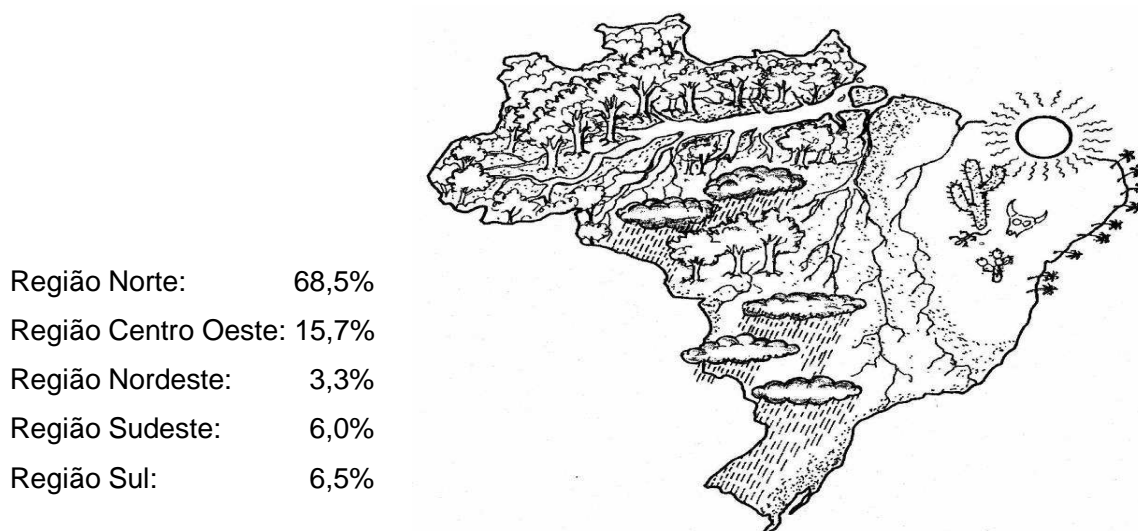 Região Norte: 68,5%
Região Centro Oeste: 15,7%
Região Nordeste: 3,3%
Região Sudeste: 6,0%
Região Sul: 6,5%